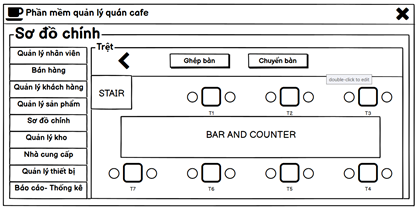 Phần mềm quản lý quán cafe
Sơ đồ chính
Quản lý nhân viên
Bán hàng
Quản lý khách hàng
Quản lý sản phẩm
Sơ đồ chính
Quản lý kho
Nhà cung cấp
Quản lý thiết bị
Báo cáo- Thống kê
Trệt
Ghép bàn
Chuyển bàn
double-click to edit
STAIR
T1
T2
T3
BAR AND COUNTER
T7
T6
T5
T4